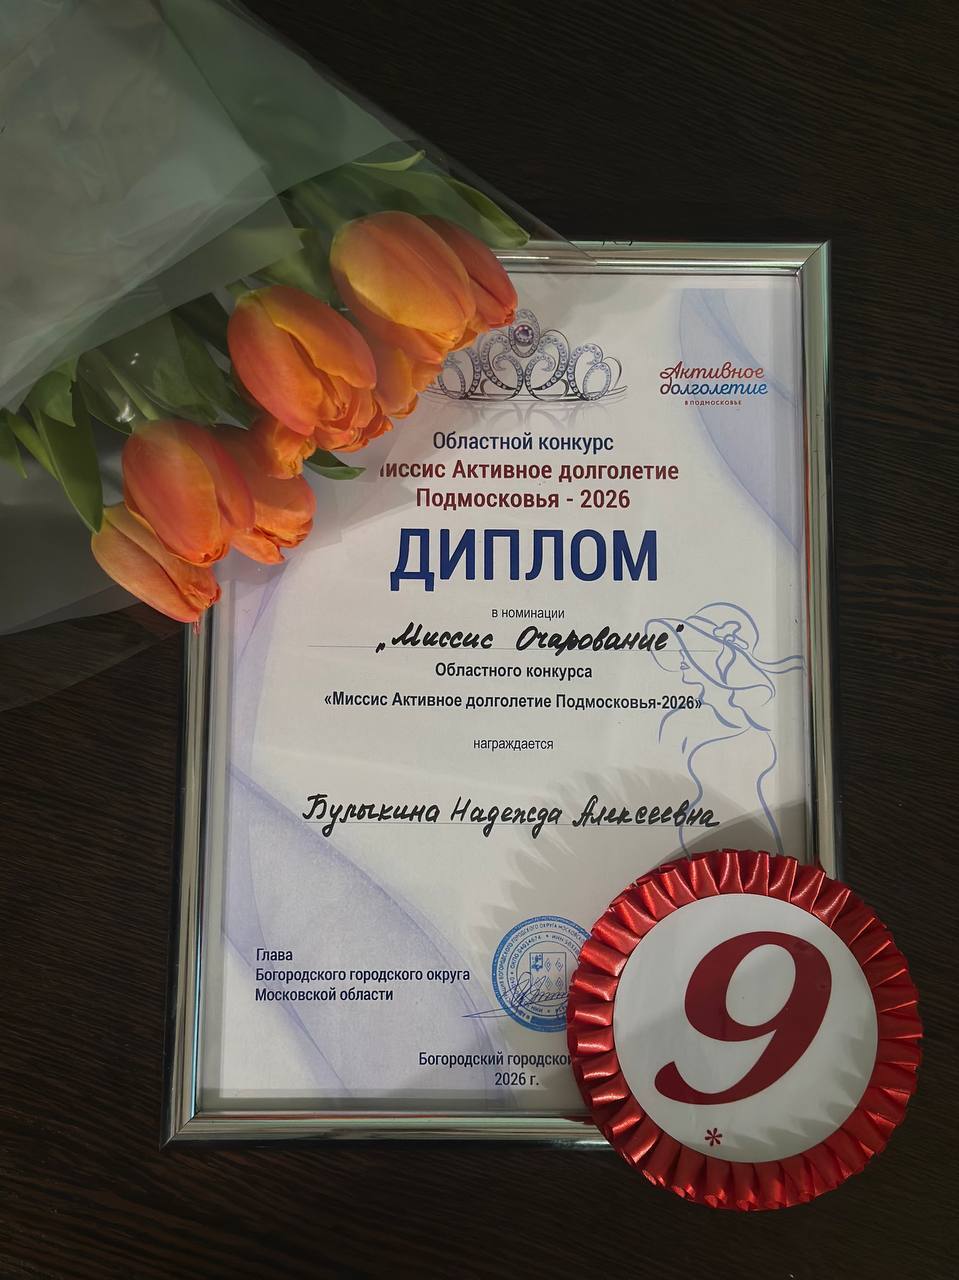 Активное
долголетие
В ПОДМОСКОВЬЕ
Областной конкурс
иссис Активное долголетие
Подмосковья - 2026
ДИПЛОМ
в номинации
„Миссис Очарование"
Областного конкурса
«Миссис Активное долголетие Подмосковья-2026»
награждается
Булыкина Надежда Алексеевна
Глава
Богородского городского округа
Московской области
Богородский городской
2026 г.
9
*